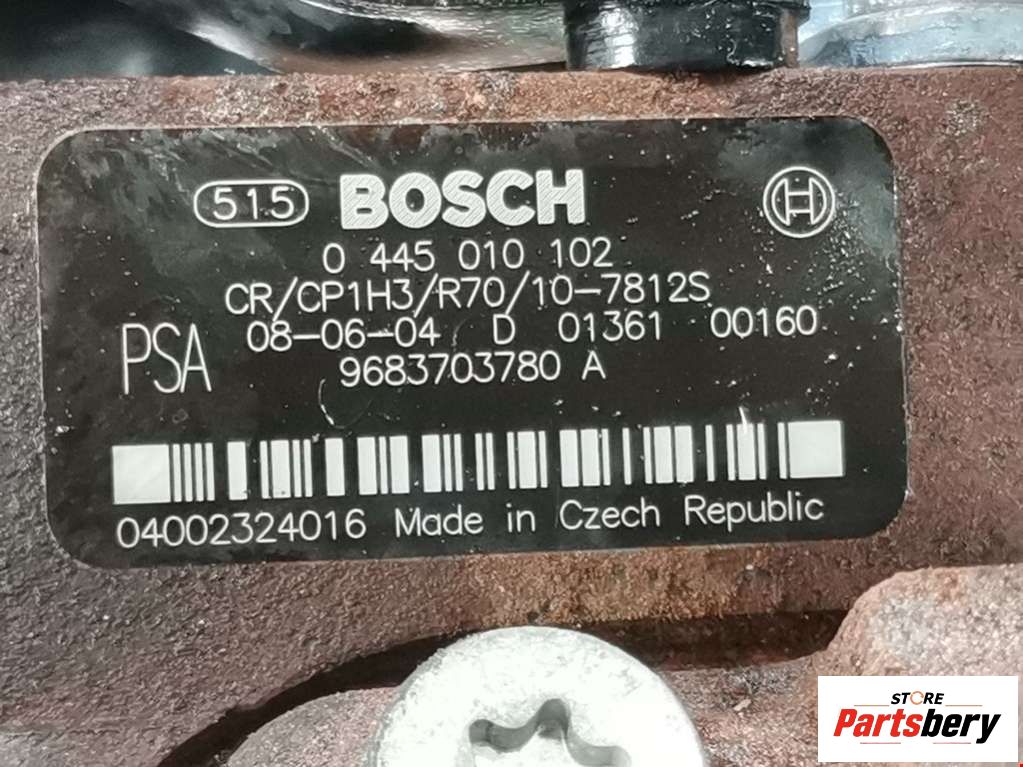 515 BOSCH
0 445 010 102
CR/CP1H3/R70/10-7812S
08-06-04 D 01361 00160
PSA 9683703780 A
04002324016 Made in Czech Republic
STORE
Partsbery